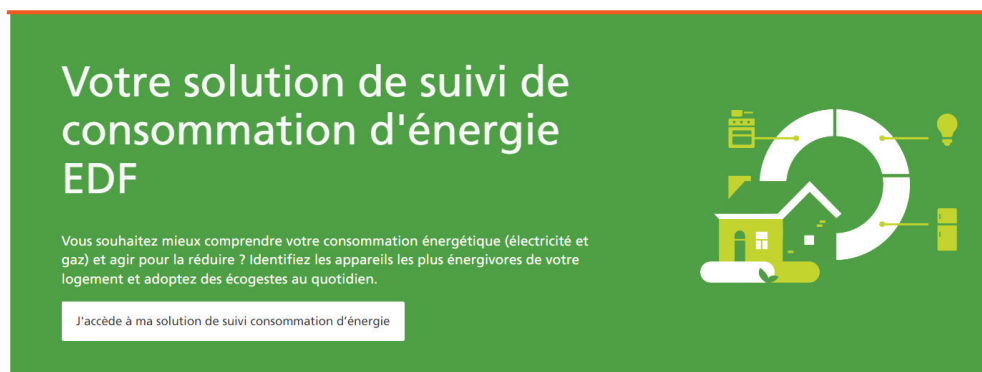 Votre solution de suivi de
consommation d'énergie
EDF
Vous souhaitez mieux comprendre votre consommation énergétique (électricité et
gaz) et agir pour la réduire ? Identifiez les appareils les plus énergivores de votre
logement et adoptez des écogestes au quotidien.
J'accède à ma solution de suivi consommation d’énergie